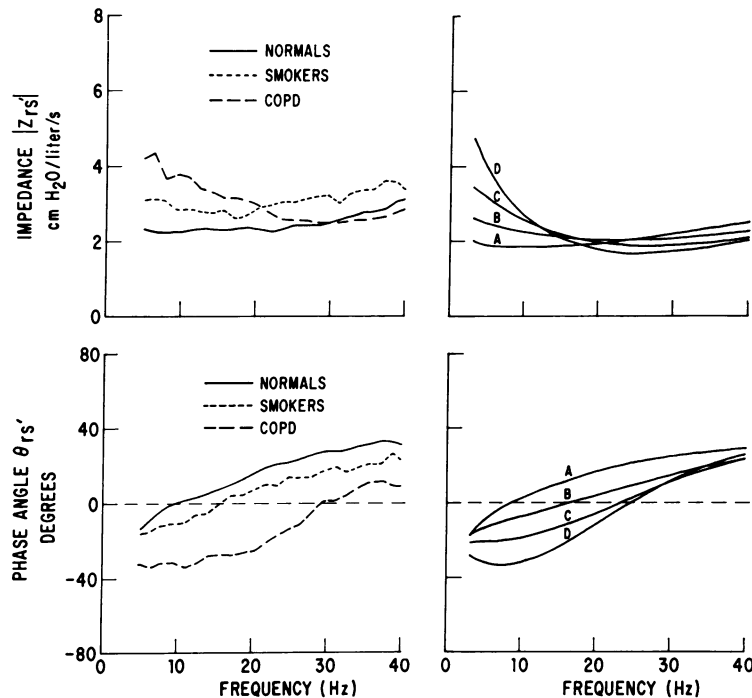 IMPEDANCE |Zrs'|
cm H2O/liter/s
8
6
4
2
0
NORMALS
SMOKERS
COPD
D
C
B
A
PHASE ANGLE θrs'
DEGREES
80
40
0
-40
-80
NORMALS
SMOKERS
COPD
A
B
C
D
0 10 20 30 40
FREQUENCY (Hz)
0 10 20 30 40
FREQUENCY (Hz)